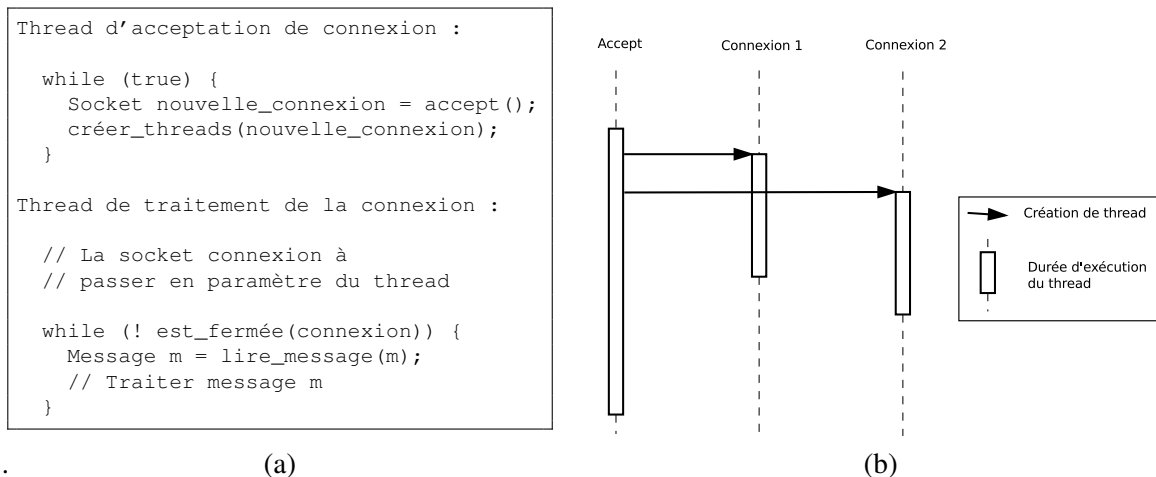 Thread d'acceptation de connexion :
while (true) {
Socket nouvelle_connexion = accept();
créer_threads(nouvelle_connexion);
}
Thread de traitement de la connexion :
// La socket connexion à
// passer en paramètre du thread
while (! est_fermée(connexion)) {
Message m = lire_message(m);
// Traiter message m
}
. (a)
Accept Connexion 1 Connexion 2
Création de thread
Durée d'exécution
du thread
(b)